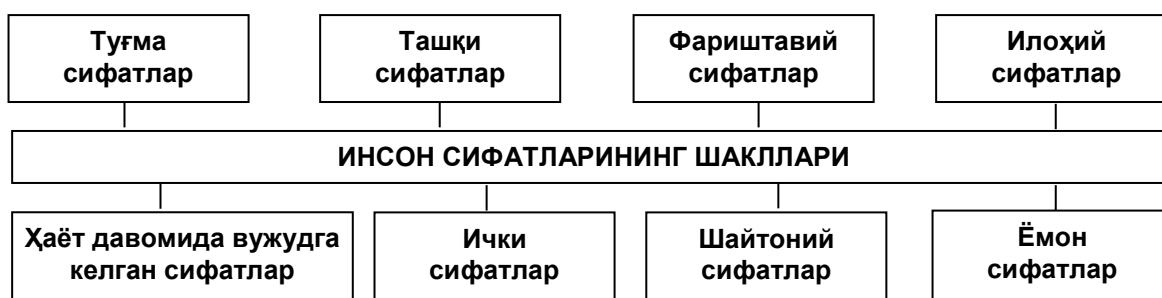 Туғма
сифатлар
Ташқи
сифатлар
Фариштавий
сифатлар
Илоҳий
сифатлар
ИНСОН СИФАТЛАРИНИНГ ШАКЛЛАРИ
Ҳаёт давомида вужудга
келган сифатлар
Ички
сифатлар
Шайтоний
сифатлар
Ёмон
сифатлар